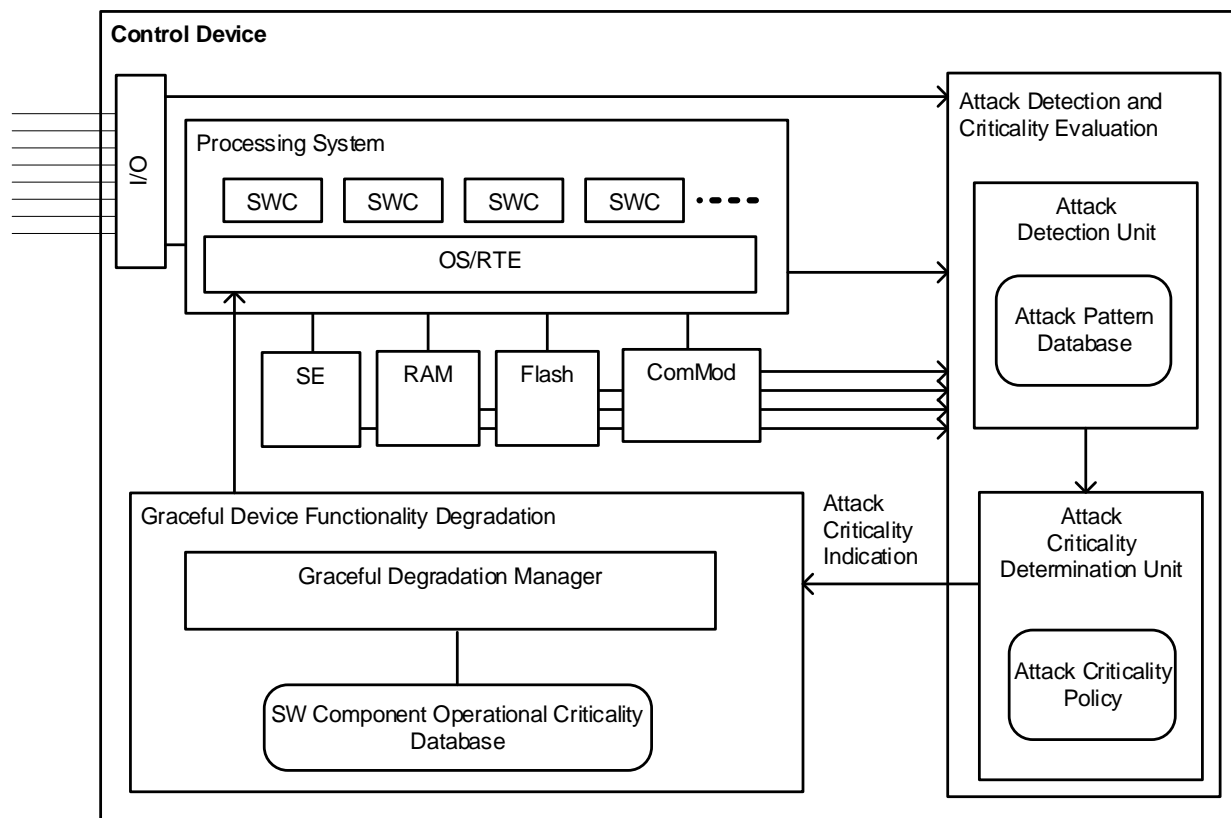 Control Device
I/O
Processing System
SWC
SWC
SWC
SWC
OS/RTE
SE
RAM
Flash
ComMod
Attack Detection and
Criticality Evaluation
Attack
Detection Unit
Attack Pattern
Database
Attack
Criticality
Determination Unit
Attack Criticality
Policy
Attack
Criticality
Indication
Graceful Device Functionality Degradation
Graceful Degradation Manager
SW Component Operational Criticality
Database